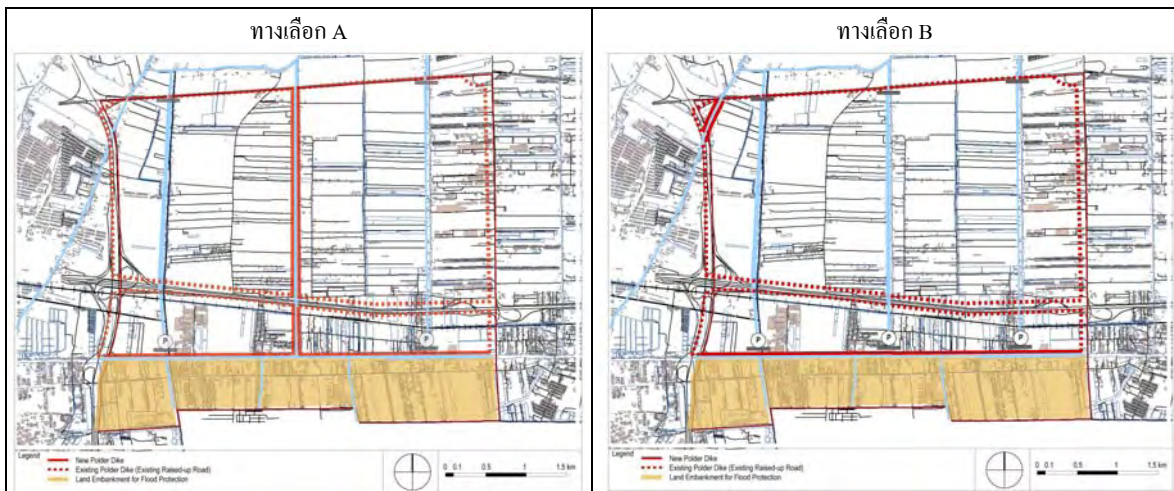 ทางเลือก A
P
P
Legend
New Polder Dike
Existing Polder Dike (Existing Raised-up Road)
Land Embankment for Flood Protection
0 0.1 0.5 1 1.5 km
ทางเลือก B
P
P
P
Legend
New Polder Dike
Existing Polder Dike (Existing Raised-up Road)
Land Embankment for Flood Protection
0 0.1 0.5 1 1.5 km